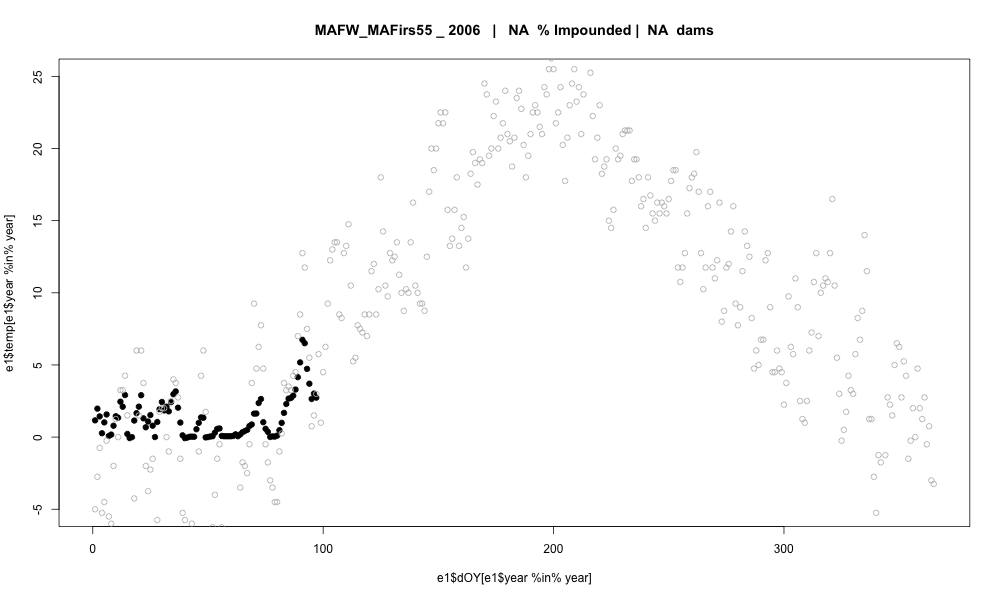 MAFW_MAFirs55 _ 2006 | NA % Impounded | NA dams
25
20
15
10
5
0
-5
e1$temp[e1$year %in% year]
0 100 200 300
e1$dOY[e1$year %in% year]